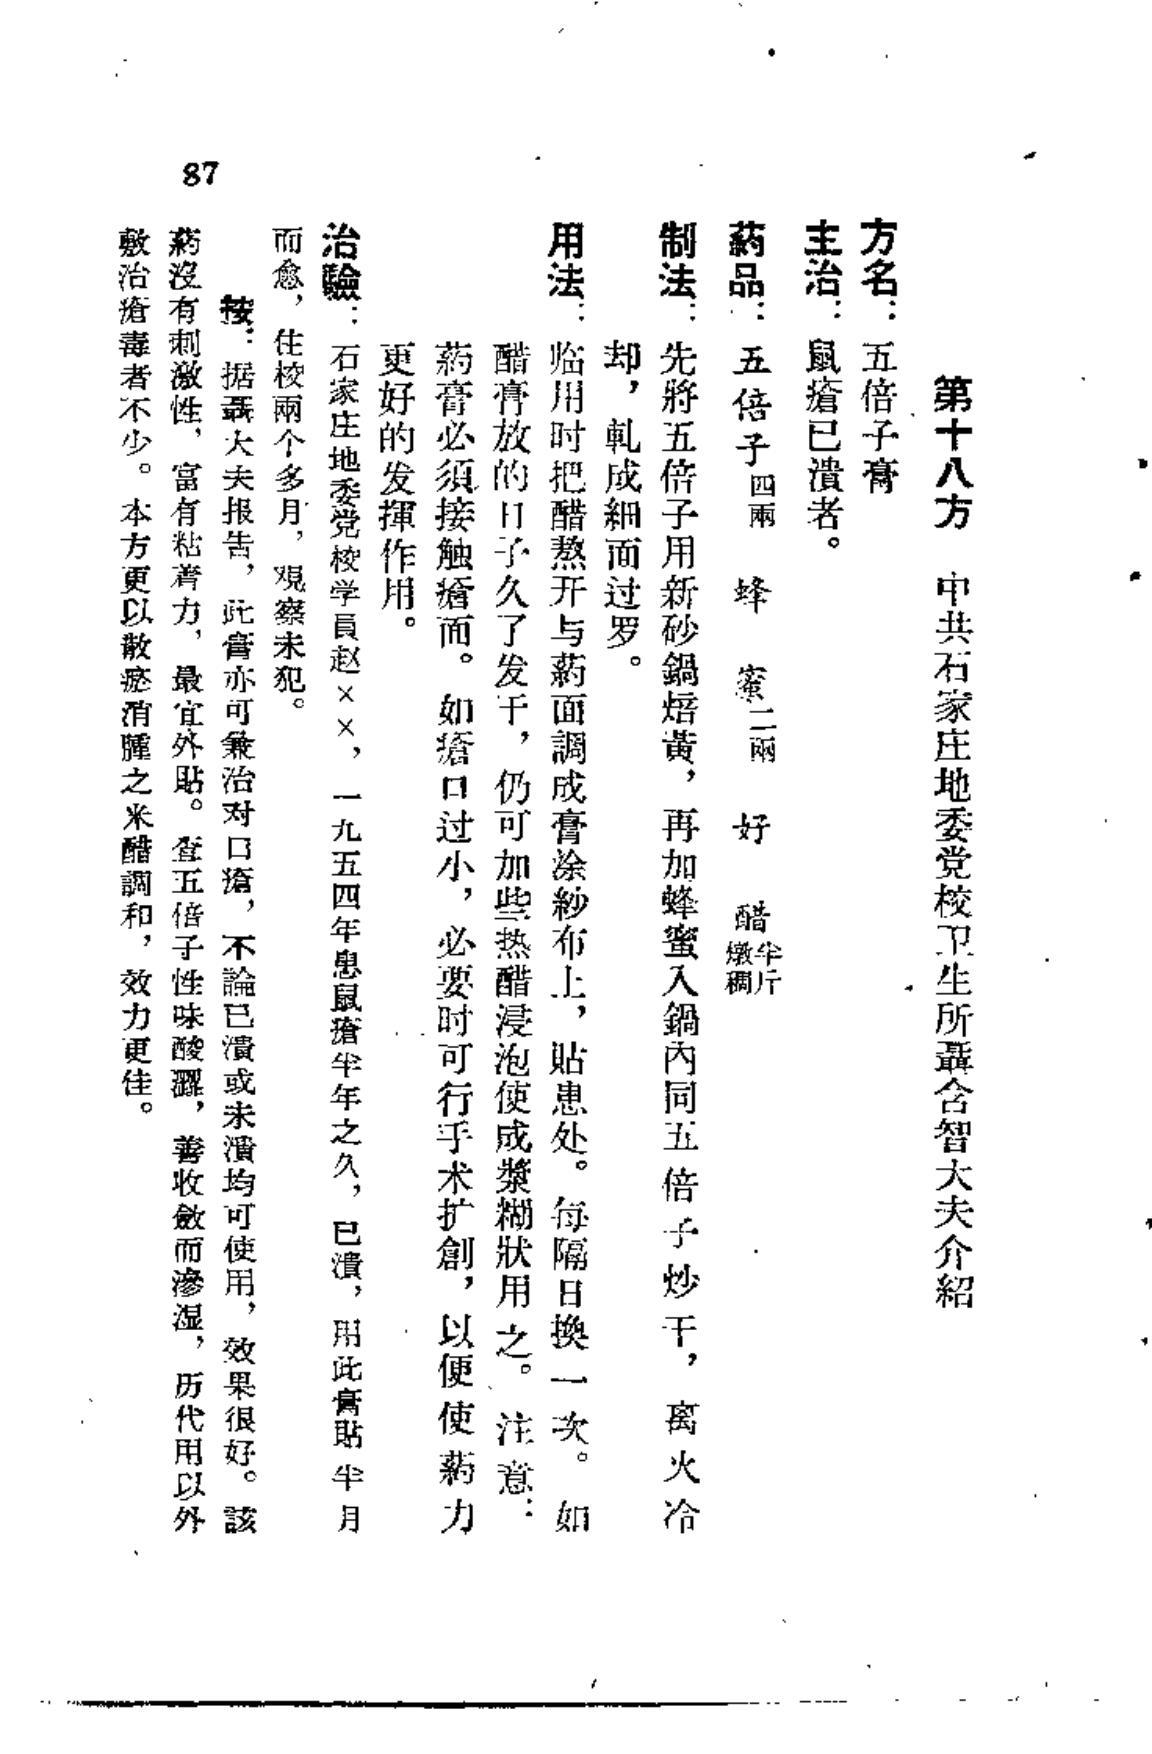 第十八方　中共石家庄地委党校卫生所聶含智大夫介紹
方名：五倍子膏
主治：鼠瘡已潰者。
葯品：五倍子四兩　蜂　蜜二兩　好　醋半斤燉稠
制法：先將五倍子用新砂鍋焙黃，再加蜂蜜入鍋內同五倍子炒干，离火冷
却，軋成細面过罗。
用法：临用时把醋熬开与葯面調成膏涂紗布上，貼患处。每隔日換一次。如
醋膏放的日子久了发干，仍可加些热醋浸泡使成漿糊狀用之。注意：
葯膏必須接触瘡面。如瘡口过小，必要时可行手术扩創，以便使葯力
更好的发揮作用。
治驗：石家庄地委党校学員赵××，一九五四年患鼠瘡半年之久，已潰，用此膏貼半月
而愈，住校兩个多月，观察未犯。
按：据聶大夫报告，此膏亦可兼治对口瘡，不論已潰或未潰均可使用，效果很好。該
葯沒有刺激性，富有粘着力，最宜外貼。查五倍子性味酸澀，善收斂而滲湿，历代用以外
敷治瘡毒者不少。本方更以散瘀消腫之米醋調和，效力更佳。
87